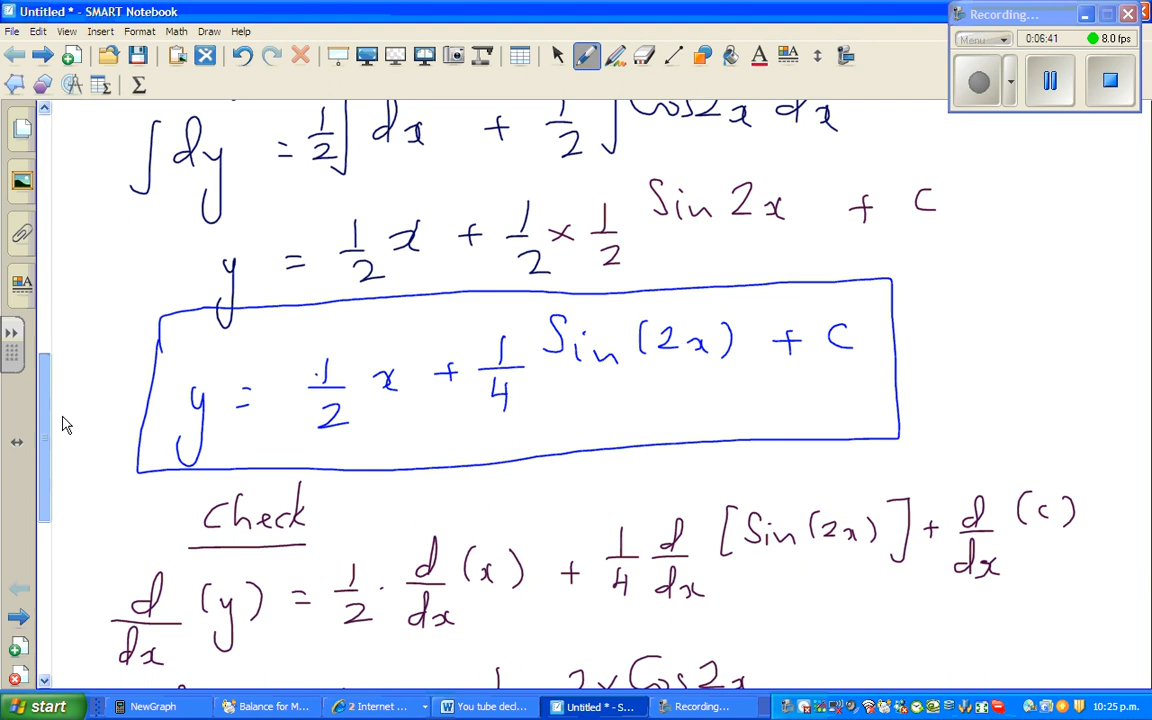 Untitled * - SMART Notebook
Recording...
File Edit View Insert Format Math Draw Help
Menu 0:06:41 8.0 fps
∫ dy = 1/2 ∫ dx + 1/2 ∫ Cos2x dx
y = 1/2 x + 1/2 × 1/2 Sin 2x + C
y = 1/2 x + 1/4 Sin(2x) + C
Check
d/dx (y) = 1/2 · d/dx (x) + 1/4 d/dx [Sin(2x)] + d/dx (c)
2x Cos2x
start NewGraph Balance for M... 2 Internet ... You tube decl... Untitled * - S... Recording... 10:25 p.m.